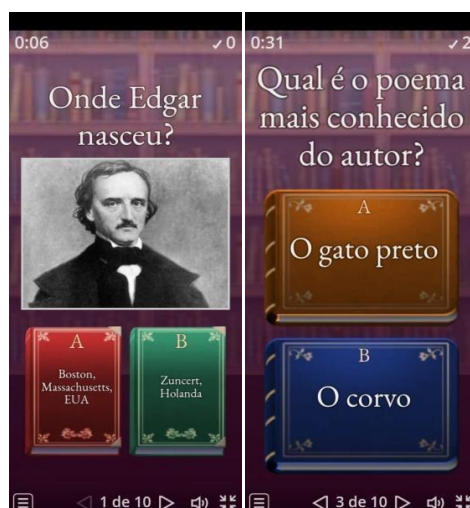 0:06 ✓0
Onde Edgar
nasceu?
A
Boston,
Massachusetts,
EUA
B
Zuncert,
Holanda
1 de 10
0:31 ✓2
Qual é o poema
mais conhecido
do autor?
A
O gato preto
B
O corvo
3 de 10